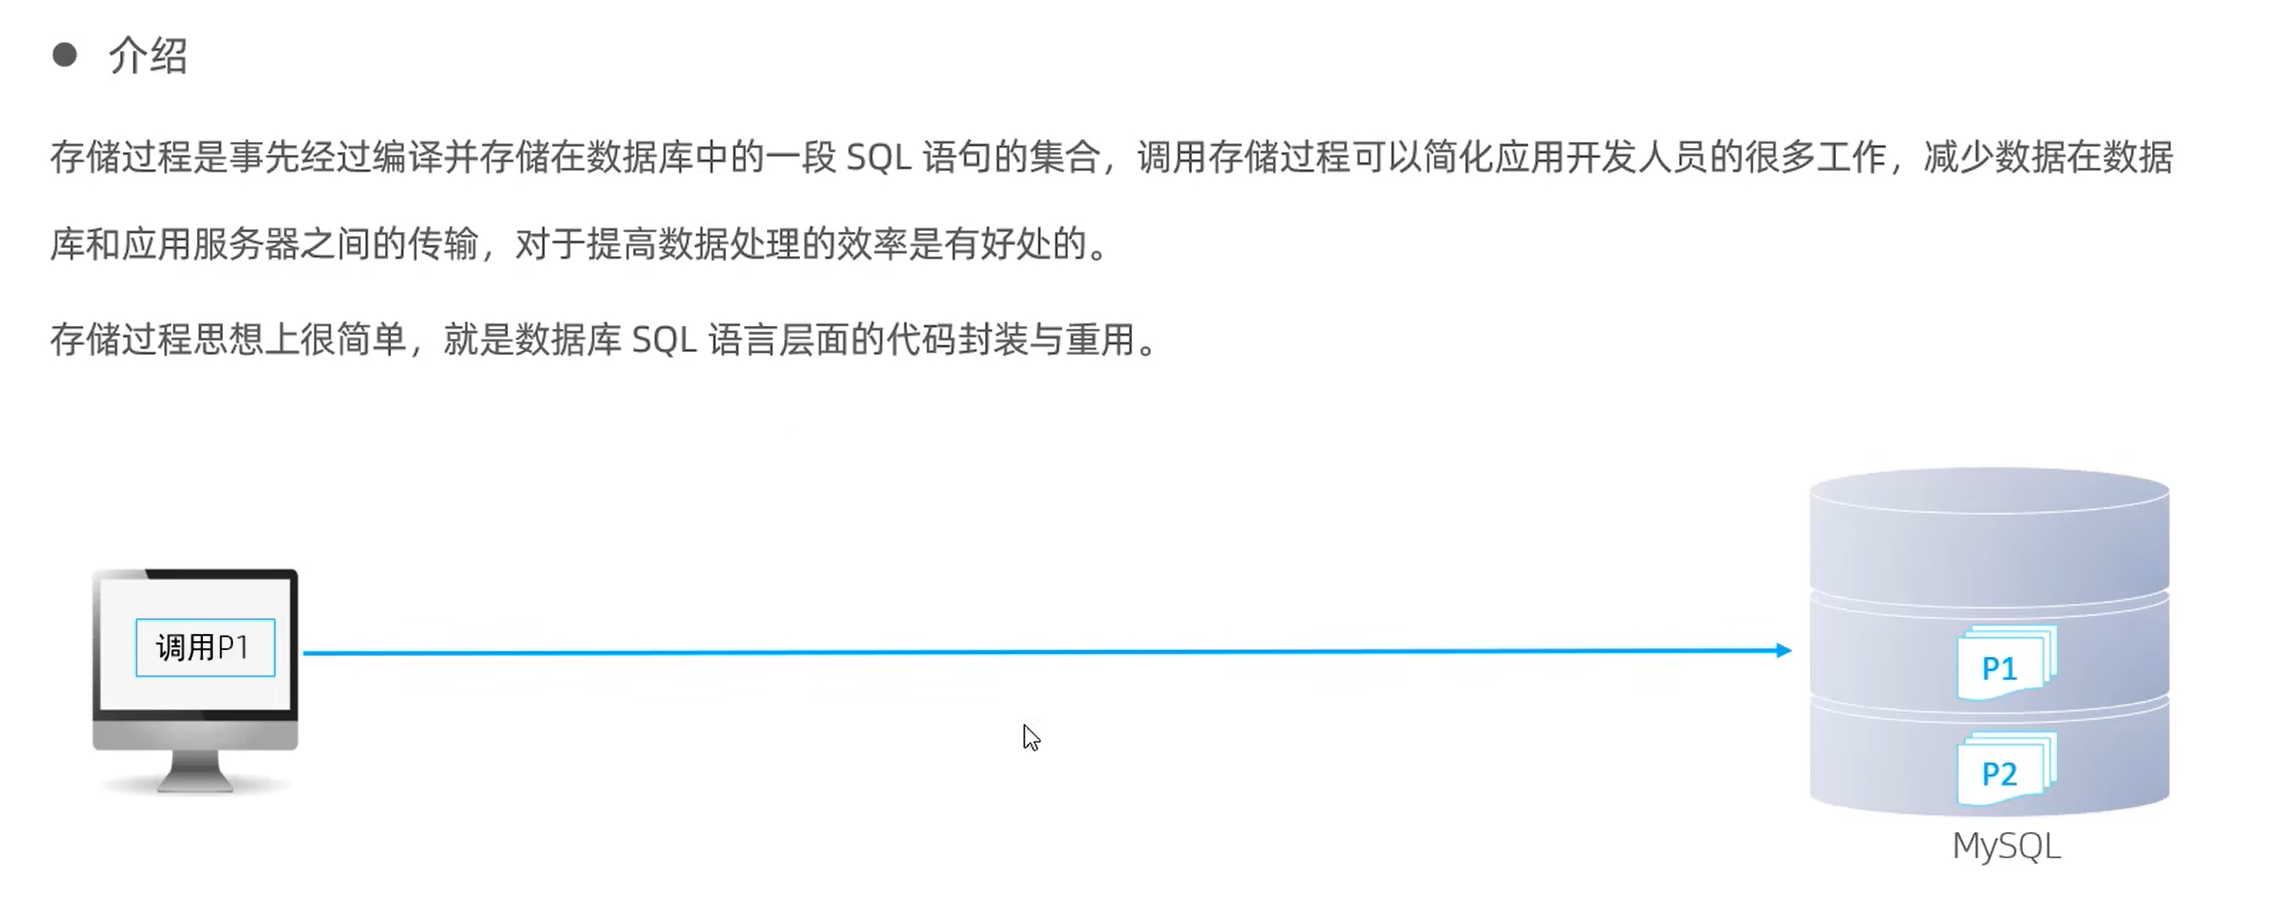 ● 介绍
存储过程是事先经过编译并存储在数据库中的一段 SQL 语句的集合，调用存储过程可以简化应用开发人员的很多工作，减少数据在数据
库和应用服务器之间的传输，对于提高数据处理的效率是有好处的。
存储过程思想上很简单，就是数据库 SQL 语言层面的代码封装与重用。
调用P1
P1
P2
MySQL